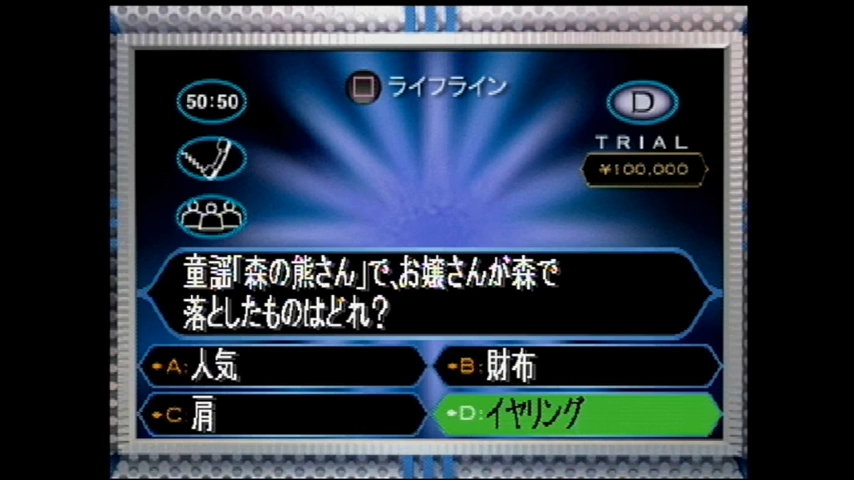 50:50
□ライフライン
D
TRIAL
¥100,000
童謡「森の熊さん」で、お嬢さんが森で
落としたものはどれ?
A:人気
B:財布
C 肩
D:イヤリング